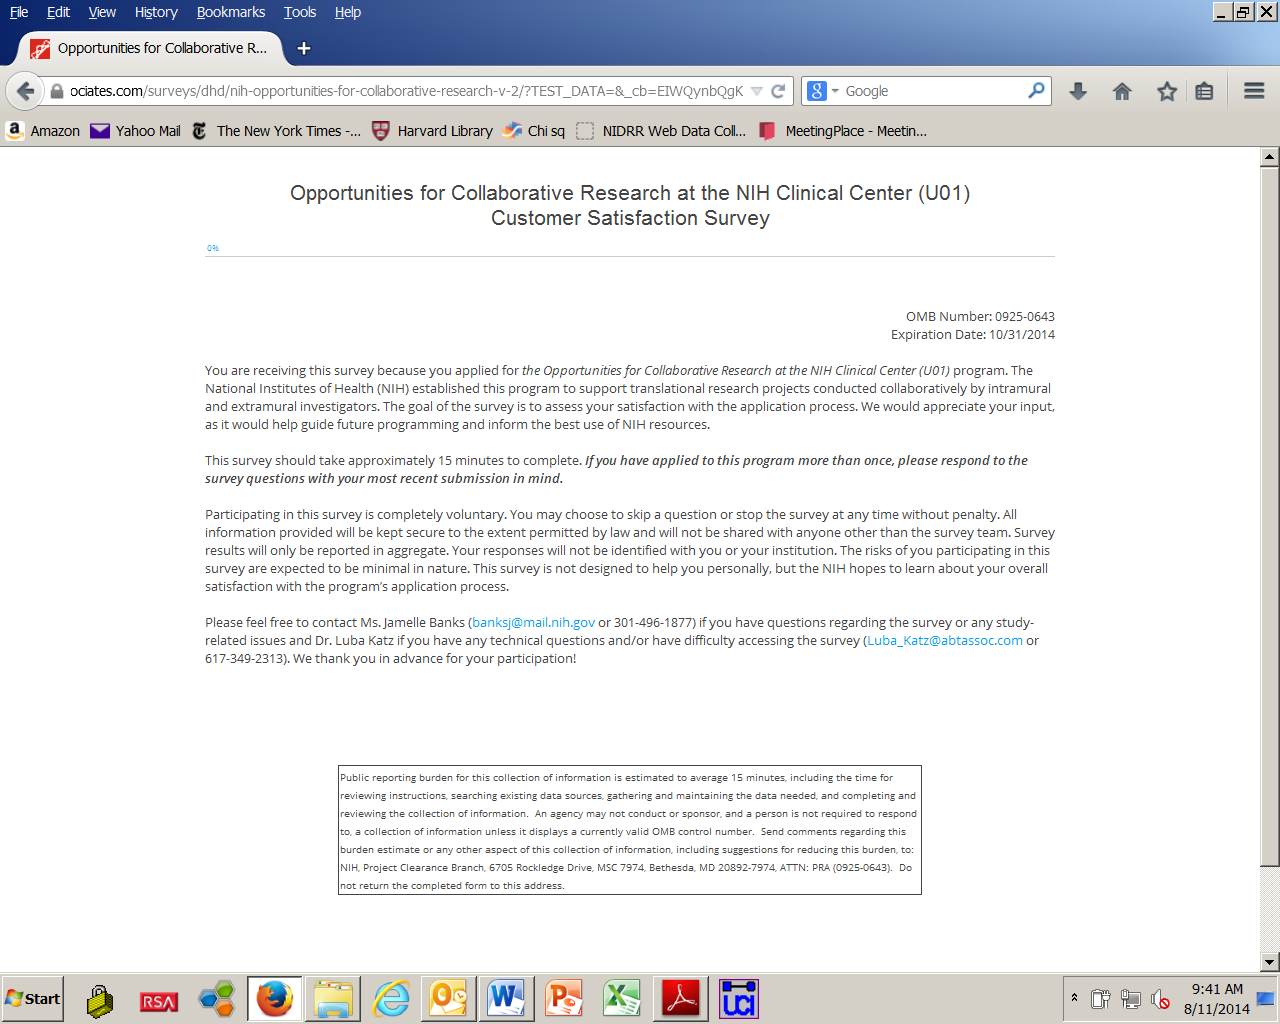 File Edit View History Bookmarks Tools Help
Opportunities for Collaborative R...
ociates.com/surveys/dhd/nih-opportunities-for-collaborative-research-v-2/?TEST_DATA=&_cb=EIWQynbQgK
Google
Amazon Yahoo Mail The New York Times -... Harvard Library Chi sq NIDRR Web Data Coll... MeetingPlace - Meetin...
Opportunities for Collaborative Research at the NIH Clinical Center (U01)
Customer Satisfaction Survey
0%
OMB Number: 0925-0643
Expiration Date: 10/31/2014
You are receiving this survey because you applied for the Opportunities for Collaborative Research at the NIH Clinical Center (U01) program. The
National Institutes of Health (NIH) established this program to support translational research projects conducted collaboratively by intramural
and extramural investigators. The goal of the survey is to assess your satisfaction with the application process. We would appreciate your input,
as it would help guide future programming and inform the best use of NIH resources.
This survey should take approximately 15 minutes to complete. If you have applied to this program more than once, please respond to the
survey questions with your most recent submission in mind.
Participating in this survey is completely voluntary. You may choose to skip a question or stop the survey at any time without penalty. All
information provided will be kept secure to the extent permitted by law and will not be shared with anyone other than the survey team. Survey
results will only be reported in aggregate. Your responses will not be identified with you or your institution. The risks of you participating in this
survey are expected to be minimal in nature. This survey is not designed to help you personally, but the NIH hopes to learn about your overall
satisfaction with the program's application process.
Please feel free to contact Ms. Jamelle Banks (banksj@mail.nih.gov or 301-496-1877) if you have questions regarding the survey or any study-
related issues and Dr. Luba Katz if you have any technical questions and/or have difficulty accessing the survey (Luba_Katz@abtassoc.com or
617-349-2313). We thank you in advance for your participation!
Public reporting burden for this collection of information is estimated to average 15 minutes, including the time for
reviewing instructions, searching existing data sources, gathering and maintaining the data needed, and completing and
reviewing the collection of information. An agency may not conduct or sponsor, and a person is not required to respond
to, a collection of information unless it displays a currently valid OMB control number. Send comments regarding this
burden estimate or any other aspect of this collection of information, including suggestions for reducing this burden, to:
NIH, Project Clearance Branch, 6705 Rockledge Drive, MSC 7974, Bethesda, MD 20892-7974, ATTN: PRA (0925-0643). Do
not return the completed form to this address.
Start RSA UCI
9:41 AM
8/11/2014